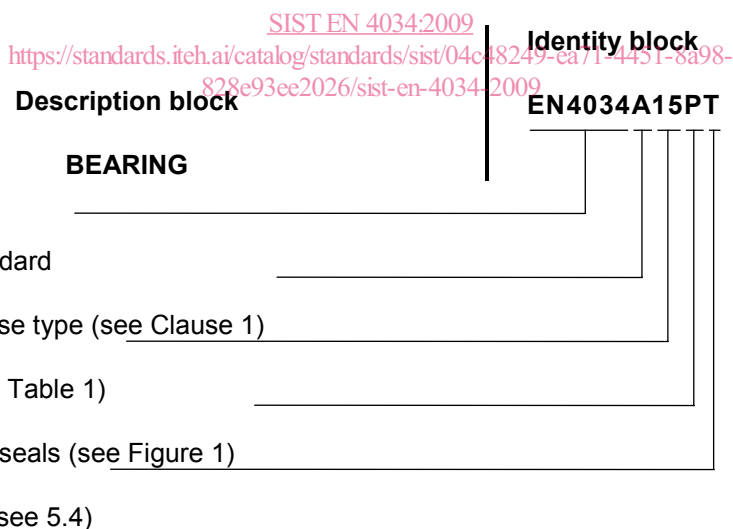 SIST EN 4034:2009
Identity block
https://standards.iteh.ai/catalog/standards/sist/04c48249-ea71-4451-8a98-
828e93ee2026/sist-en-4034-2009
Description block
EN4034A15PT
BEARING
dard
se type (see Clause 1)
Table 1)
seals (see Figure 1)
see 5.4)